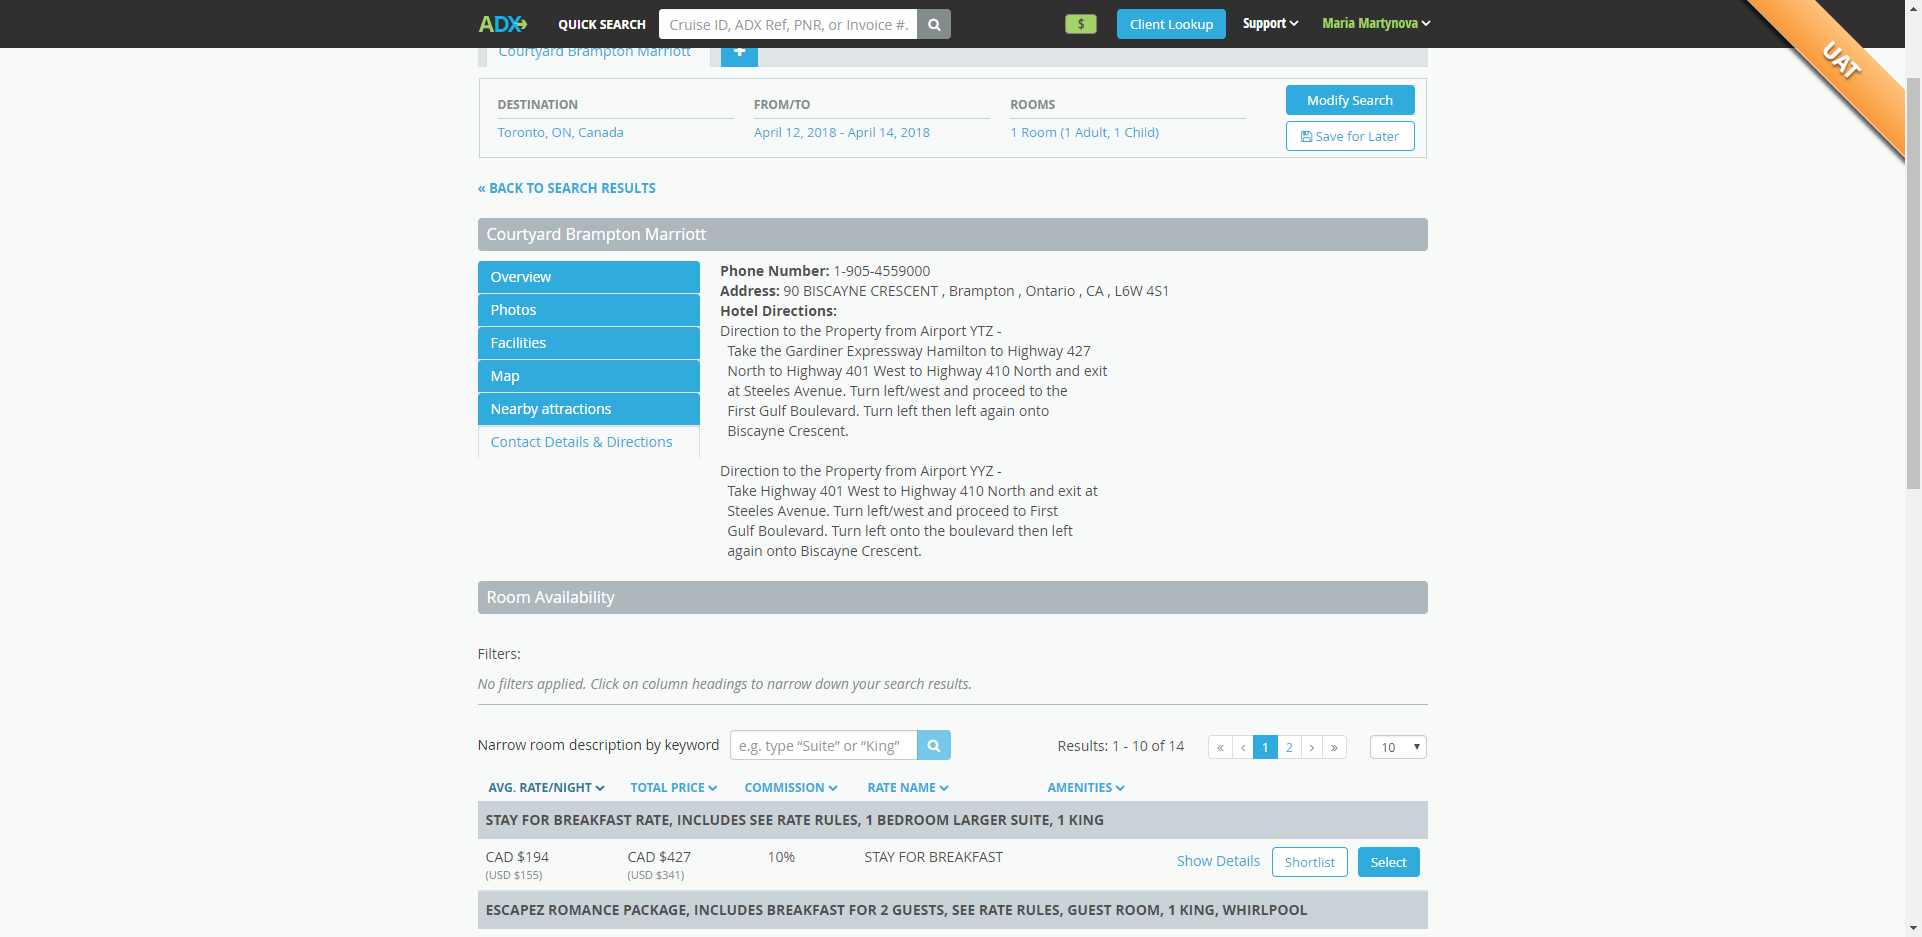 ADX QUICK SEARCH Cruise ID, ADX Ref, PNR, or Invoice #. $ Client Lookup Support Maria Martynova
UAT
Courtyard Brampton Marriott +
DESTINATION FROM/TO ROOMS
Modify Search
Toronto, ON, Canada April 12, 2018 - April 14, 2018 1 Room (1 Adult, 1 Child)
Save for Later
« BACK TO SEARCH RESULTS
Courtyard Brampton Marriott
Overview
Photos
Facilities
Map
Nearby attractions
Contact Details & Directions
Phone Number: 1-905-4559000
Address: 90 BISCAYNE CRESCENT , Brampton , Ontario , CA , L6W 4S1
Hotel Directions:
Direction to the Property from Airport YTZ -
Take the Gardiner Expressway Hamilton to Highway 427
North to Highway 401 West to Highway 410 North and exit
at Steeles Avenue. Turn left/west and proceed to the
First Gulf Boulevard. Turn left then left again onto
Biscayne Crescent.
Direction to the Property from Airport YYZ -
Take Highway 401 West to Highway 410 North and exit at
Steeles Avenue. Turn left/west and proceed to First
Gulf Boulevard. Turn left onto the boulevard then left
again onto Biscayne Crescent.
Room Availability
Filters:
No filters applied. Click on column headings to narrow down your search results.
Narrow room description by keyword e.g. type “Suite” or “King” Results: 1 - 10 of 14 « ‹ 1 2 › » 10
AVG. RATE/NIGHT TOTAL PRICE COMMISSION RATE NAME AMENITIES
STAY FOR BREAKFAST RATE, INCLUDES SEE RATE RULES, 1 BEDROOM LARGER SUITE, 1 KING
CAD $194 CAD $427 10% STAY FOR BREAKFAST Show Details Shortlist Select
(USD $155) (USD $341)
ESCAPEZ ROMANCE PACKAGE, INCLUDES BREAKFAST FOR 2 GUESTS, SEE RATE RULES, GUEST ROOM, 1 KING, WHIRLPOOL